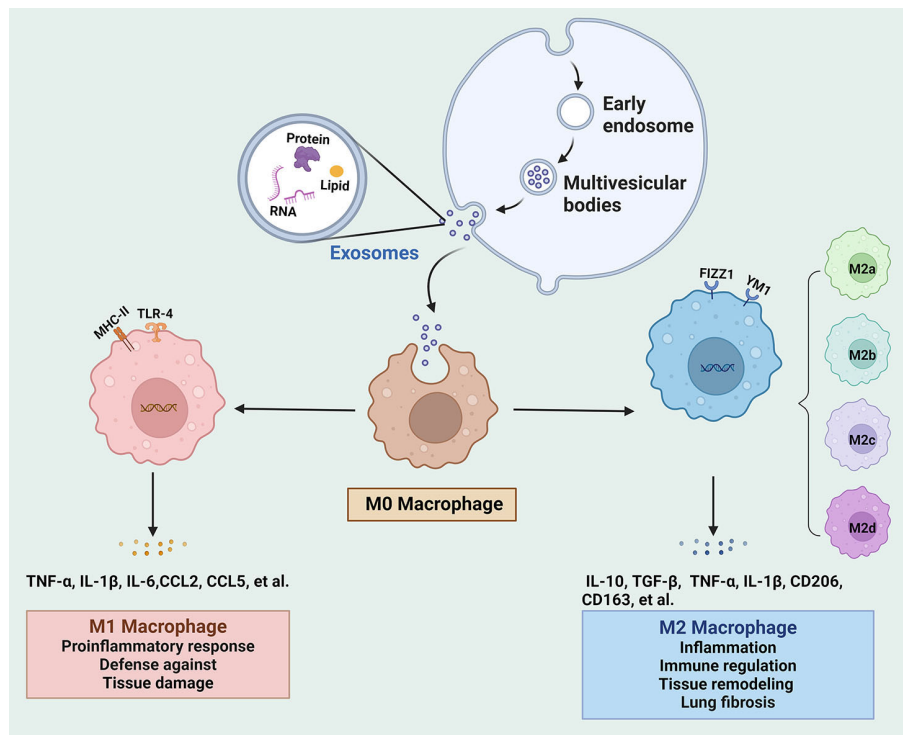 Early
endosome
Multivesicular
bodies
Protein
Lipid
RNA
Exosomes
MHC-II
TLR-4
FIZZ1
YM1
M2a
M2b
M2c
M2d
M0 Macrophage
TNF-α, IL-1β, IL-6,CCL2, CCL5, et al.
M1 Macrophage
Proinflammatory response
Defense against
Tissue damage
IL-10, TGF-β, TNF-α, IL-1β, CD206,
CD163, et al.
M2 Macrophage
Inflammation
Immune regulation
Tissue remodeling
Lung fibrosis